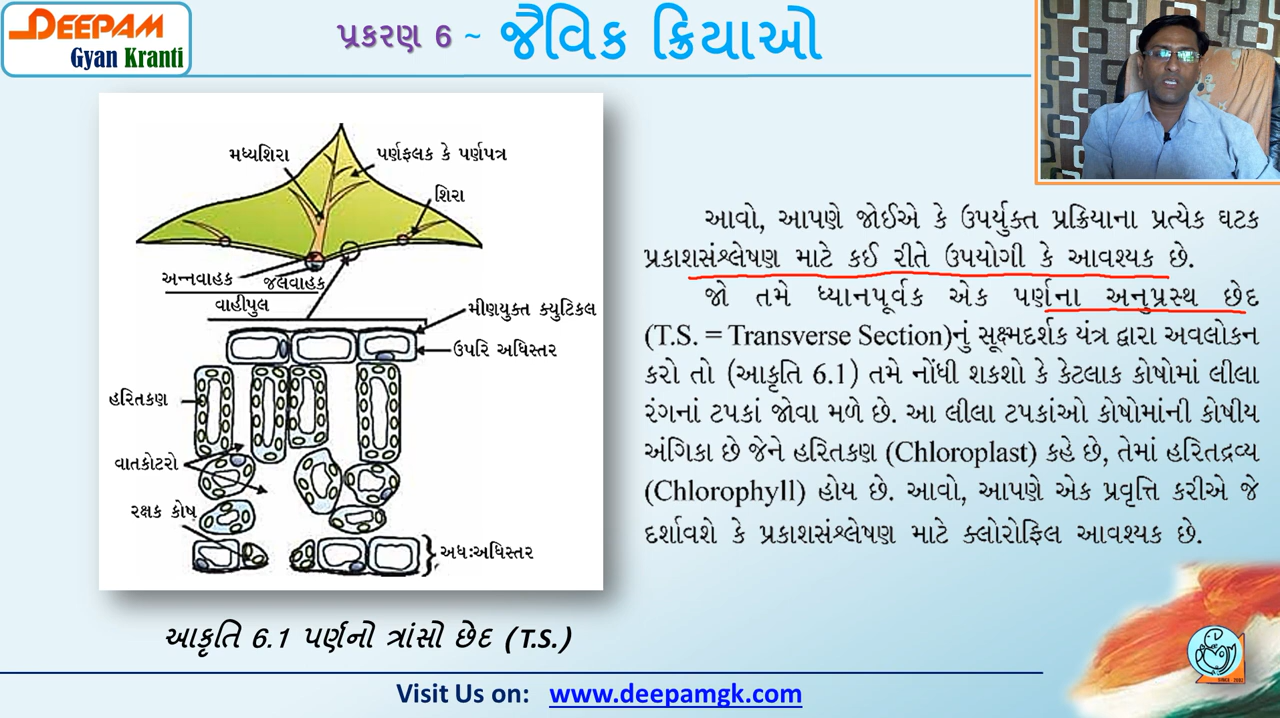 DEEPAM
Gyan Kranti
પ્રકરણ 6 ~ જૈવિક ક્રિયાઓ
મધ્યશિરા
પર્ણફલક કે પર્ણપત્ર
શિરા
અન્નવાહક
જલવાહક
વાહીપુલ
મીણયુક્ત ક્યુટિકલ
ઉપરિ અધિસ્તર
હરિતકણ
વાતકોટરો
રક્ષક કોષ
અધઃઅધિસ્તર
આકૃતિ 6.1 પર્ણનો ત્રાંસો છેદ (T.S.)
આવો, આપણે જોઈએ કે ઉપર્યુક્ત પ્રક્રિયાના પ્રત્યેક ઘટક
પ્રકાશસંશ્લેષણ માટે કઈ રીતે ઉપયોગી કે આવશ્યક છે.
જો તમે ધ્યાનપૂર્વક એક પર્ણના અનુપ્રસ્થ છેદ
(T.S. = Transverse Section)નું સૂક્ષ્મદર્શક યંત્ર દ્વારા અવલોકન
કરો તો (આકૃતિ 6.1) તમે નોંધી શકશો કે કેટલાક કોષોમાં લીલા
રંગનાં ટપકાં જોવા મળે છે. આ લીલા ટપકાંઓ કોષોમાંની કોષીય
અંગિકા છે જેને હરિતકણ (Chloroplast) કહે છે, તેમાં હરિતદ્રવ્ય
(Chlorophyll) હોય છે. આવો, આપણે એક પ્રવૃત્તિ કરીએ જે
દર્શાવશે કે પ્રકાશસંશ્લેષણ માટે ક્લોરોફિલ આવશ્યક છે.
SINCE 2002
Visit Us on: www.deepamgk.com